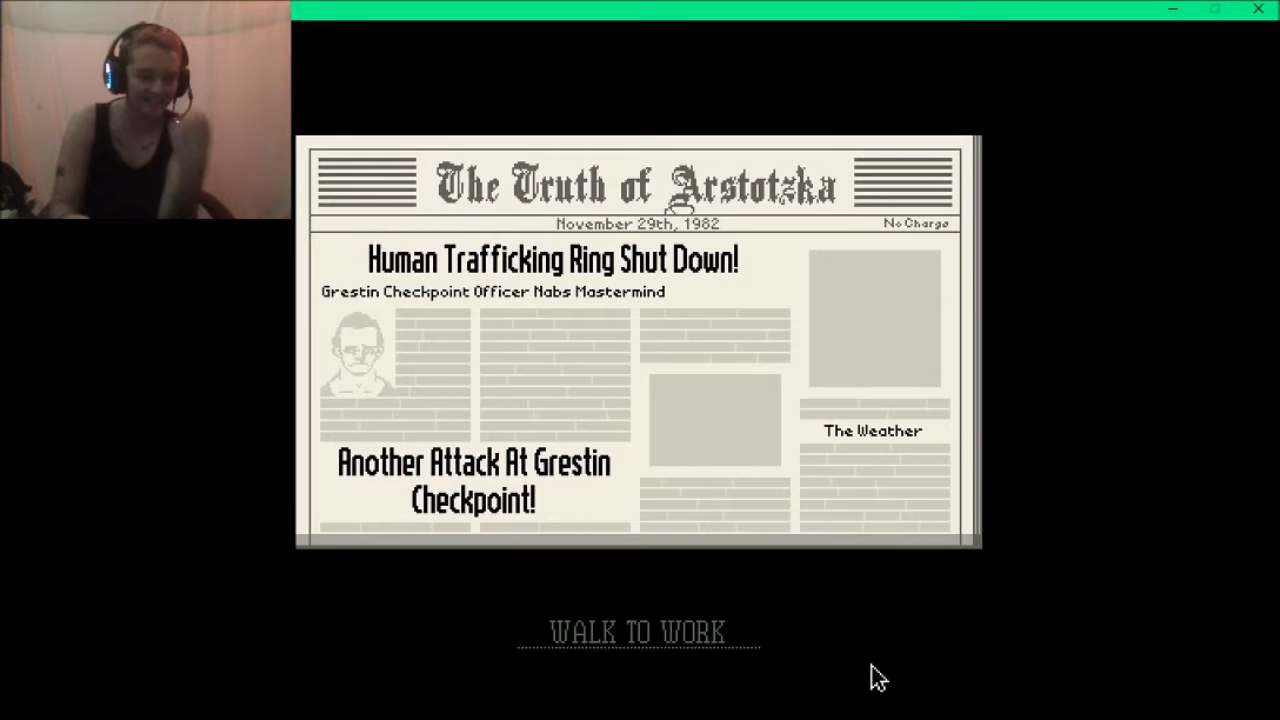 The Truth of Arstotzka
November 29th, 1982
No Charge
Human Trafficking Ring Shut Down!
Grestin Checkpoint Officer Nabs Mastermind
The Weather
Another Attack At Grestin
Checkpoint!
WALK TO WORK